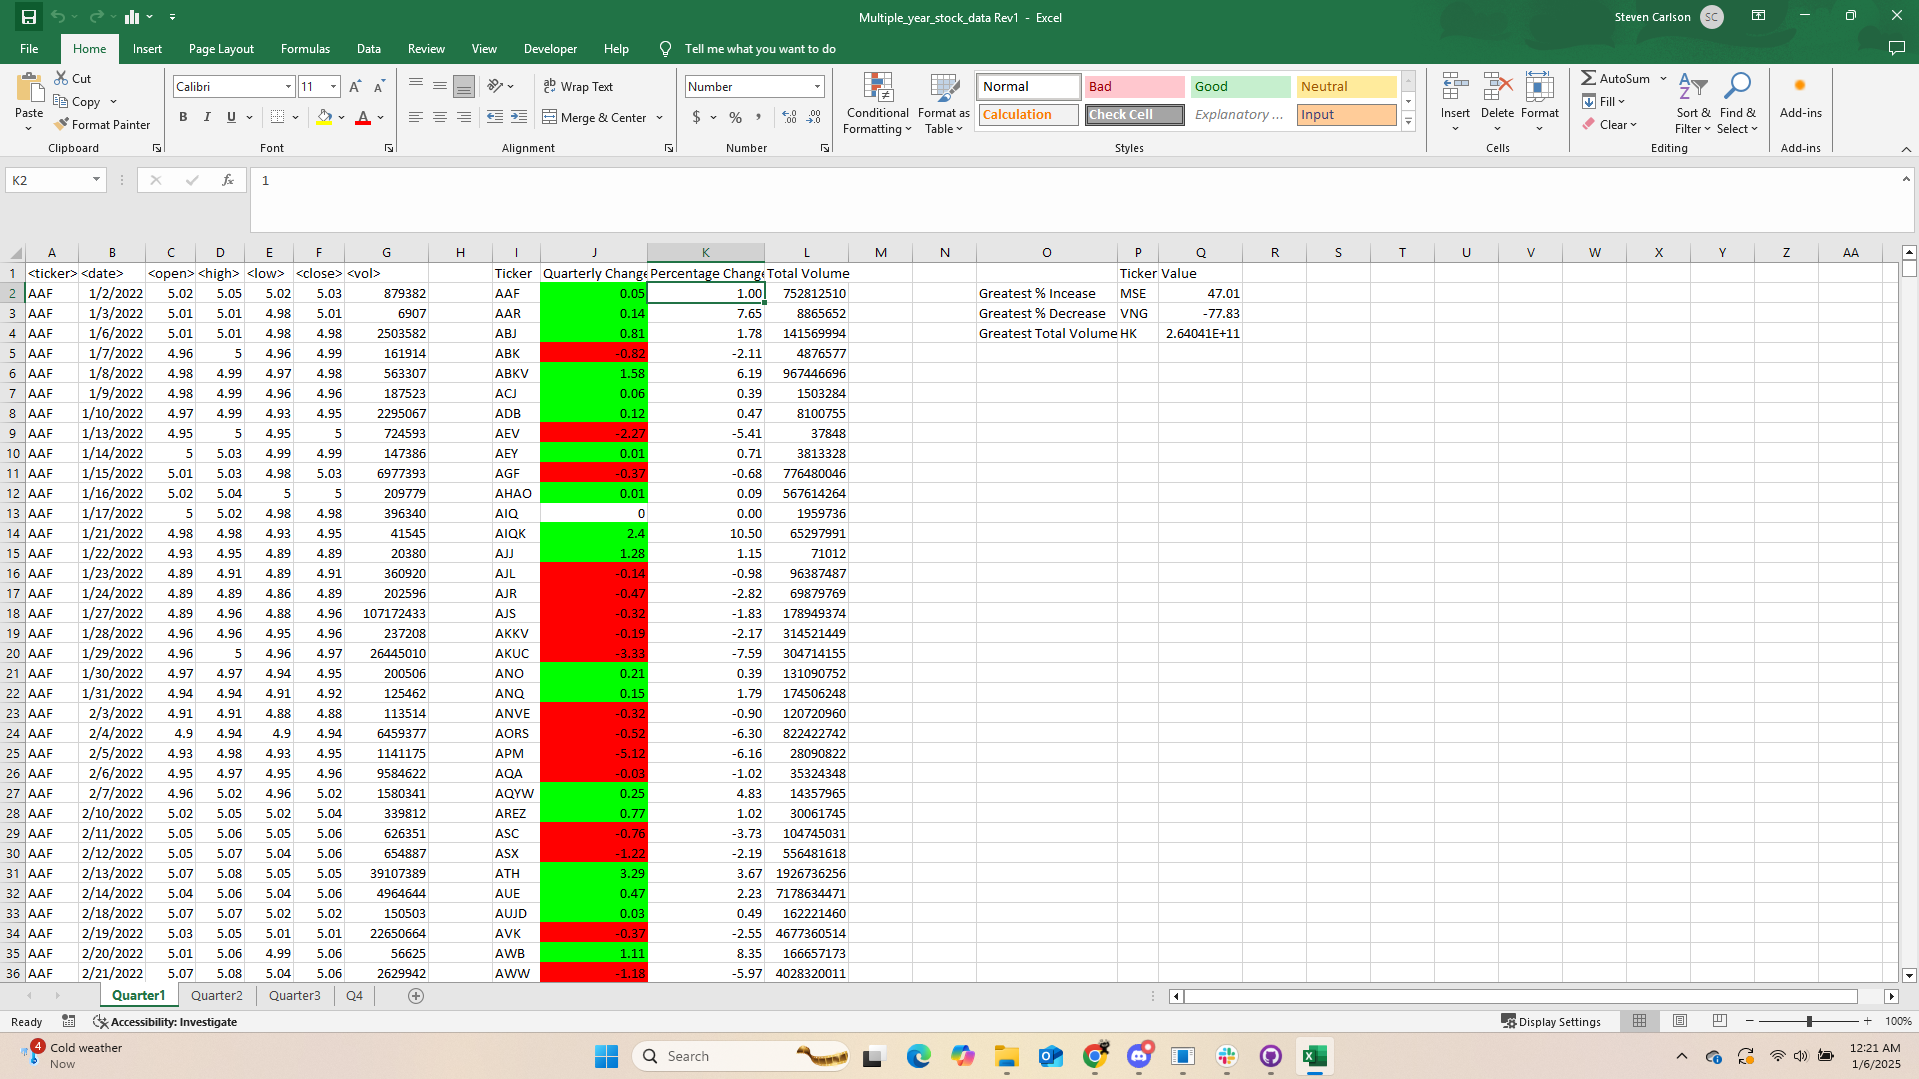 Multiple_year_stock_data Rev1 - Excel
Steven Carlson SC
File Home Insert Page Layout Formulas Data Review View Developer Help Tell me what you want to do
Paste
Cut
Copy
Format Painter
Clipboard
Calibri 11
B I U
Font
Wrap Text
Merge & Center
Alignment
Number
$ %
Number
Conditional Formatting
Format as Table
Normal Bad Good Neutral
Calculation Check Cell Explanatory ... Input
Styles
Insert Delete Format
Cells
AutoSum
Fill
Clear
Sort & Filter
Find & Select
Editing
Add-ins
Add-ins
K2 fx 1
A B C D E F G H I J K L M N O P Q R S T U V W X Y Z AA
1 <ticker> <date> <open> <high> <low> <close> <vol> Ticker Quarterly Change Percentage Chang Total Volume Ticker Value
2 AAF 1/2/2022 5.02 5.05 5.02 5.03 879382 AAF 0.05 1.00 752812510 Greatest % Incease MSE 47.01
3 AAF 1/3/2022 5.01 5.01 4.98 5.01 6907 AAR 0.14 7.65 8865652 Greatest % Decrease VNG -77.83
4 AAF 1/6/2022 5.01 5.01 4.98 4.98 2503582 ABJ 0.81 1.78 141569994 Greatest Total Volume HK 2.64041E+11
5 AAF 1/7/2022 4.96 5 4.96 4.99 161914 ABK -0.82 -2.11 4876577
6 AAF 1/8/2022 4.98 4.99 4.97 4.98 563307 ABKV 1.58 6.19 967446696
7 AAF 1/9/2022 4.98 4.99 4.96 4.96 187523 ACJ 0.06 0.39 1503284
8 AAF 1/10/2022 4.97 4.99 4.93 4.95 2295067 ADB 0.12 0.47 8100755
9 AAF 1/13/2022 4.95 5 4.95 5 724593 AEV -2.27 -5.41 37848
10 AAF 1/14/2022 5 5.03 4.99 4.99 147386 AEY 0.01 0.71 3813328
11 AAF 1/15/2022 5.01 5.03 4.98 5.03 6977393 AGF -0.37 -0.68 776480046
12 AAF 1/16/2022 5.02 5.04 5 5 209779 AHAO 0.01 0.09 567614264
13 AAF 1/17/2022 5 5.02 4.98 4.98 396340 AIQ 0 0.00 1959736
14 AAF 1/21/2022 4.98 4.98 4.93 4.95 41545 AIQK 2.4 10.50 65297991
15 AAF 1/22/2022 4.93 4.95 4.89 4.89 20380 AJJ 1.28 1.15 71012
16 AAF 1/23/2022 4.89 4.91 4.89 4.91 360920 AJL -0.14 -0.98 96387487
17 AAF 1/24/2022 4.89 4.89 4.86 4.89 202596 AJR -0.47 -2.82 69879769
18 AAF 1/27/2022 4.89 4.96 4.88 4.96 107172433 AJS -0.32 -1.83 178949374
19 AAF 1/28/2022 4.96 4.96 4.95 4.96 237208 AKKV -0.19 -2.17 314521449
20 AAF 1/29/2022 4.96 5 4.96 4.97 26445010 AKUC -3.33 -7.59 304714155
21 AAF 1/30/2022 4.97 4.97 4.94 4.95 200506 ANO 0.21 0.39 131090752
22 AAF 1/31/2022 4.94 4.94 4.91 4.92 125462 ANQ 0.15 1.79 174506248
23 AAF 2/3/2022 4.91 4.91 4.88 4.88 113514 ANVE -0.32 -0.90 120720960
24 AAF 2/4/2022 4.9 4.94 4.9 4.94 6459377 AORS -0.52 -6.30 822422742
25 AAF 2/5/2022 4.93 4.98 4.93 4.95 1141175 APM -5.12 -6.16 28090822
26 AAF 2/6/2022 4.95 4.97 4.95 4.96 9584622 AQA -0.03 -1.02 35324348
27 AAF 2/7/2022 4.96 5.02 4.96 5.02 1580341 AQYW 0.25 4.83 14357965
28 AAF 2/10/2022 5.02 5.05 5.02 5.04 339812 AREZ 0.77 1.02 30061745
29 AAF 2/11/2022 5.05 5.06 5.05 5.06 626351 ASC -0.76 -3.73 104745031
30 AAF 2/12/2022 5.05 5.07 5.04 5.06 654887 ASX -1.22 -2.19 556481618
31 AAF 2/13/2022 5.07 5.08 5.05 5.05 39107389 ATH 3.29 3.67 1926736256
32 AAF 2/14/2022 5.04 5.06 5.04 5.06 4964644 AUE 0.47 2.23 7178634471
33 AAF 2/18/2022 5.07 5.07 5.02 5.02 150503 AUJD 0.03 0.49 162221460
34 AAF 2/19/2022 5.03 5.05 5.01 5.01 22650664 AVK -0.37 -2.55 4677360514
35 AAF 2/20/2022 5.01 5.06 4.99 5.06 56625 AWB 1.11 8.35 166657173
36 AAF 2/21/2022 5.07 5.08 5.04 5.06 2629942 AWW -1.18 -5.97 4028320011
Quarter1 Quarter2 Quarter3 Q4
Ready Accessibility: Investigate Display Settings 100%
4 Cold weather
Now
Search
12:21 AM
1/6/2025